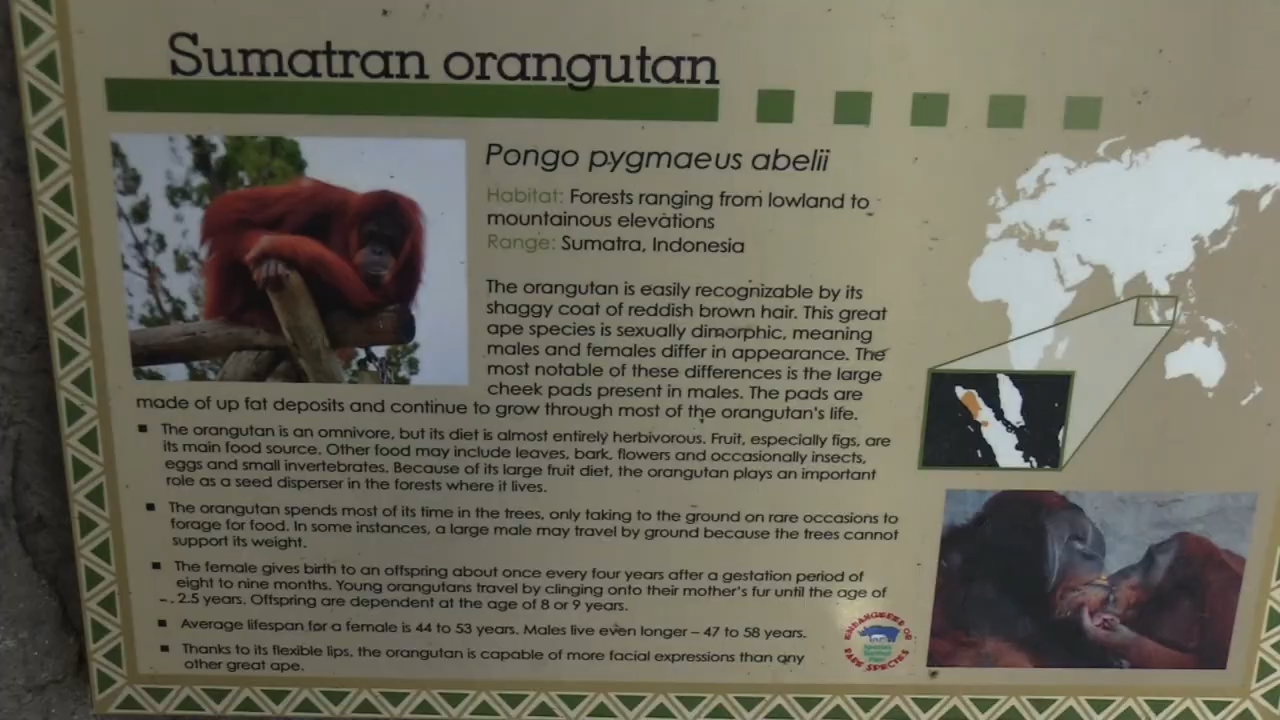 Sumatran orangutan
Pongo pygmaeus abelii
Habitat: Forests ranging from lowland to
mountainous elevations
Range: Sumatra, Indonesia
The orangutan is easily recognizable by its
shaggy coat of reddish brown hair. This great
ape species is sexually dimorphic, meaning
males and females differ in appearance. The
most notable of these differences is the large
cheek pads present in males. The pads are
made of up fat deposits and continue to grow through most of the orangutan's life.
▪ The orangutan is an omnivore, but its diet is almost entirely herbivorous. Fruit, especially figs, are
its main food source. Other food may include leaves, bark, flowers and occasionally insects,
eggs and small invertebrates. Because of its large fruit diet, the orangutan plays an important
role as a seed disperser in the forests where it lives.
▪ The orangutan spends most of its time in the trees, only taking to the ground on rare occasions to
forage for food. In some instances, a large male may travel by ground because the trees cannot
support its weight.
▪ The female gives birth to an offspring about once every four years after a gestation period of
eight to nine months. Young orangutans travel by clinging onto their mother's fur until the age of
2.5 years. Offspring are dependent at the age of 8 or 9 years.
▪ Average lifespan for a female is 44 to 53 years. Males live even longer – 47 to 58 years.
▪ Thanks to its flexible lips, the orangutan is capable of more facial expressions than any
other great ape.
ENDANGERED OR
RARE SPECIES